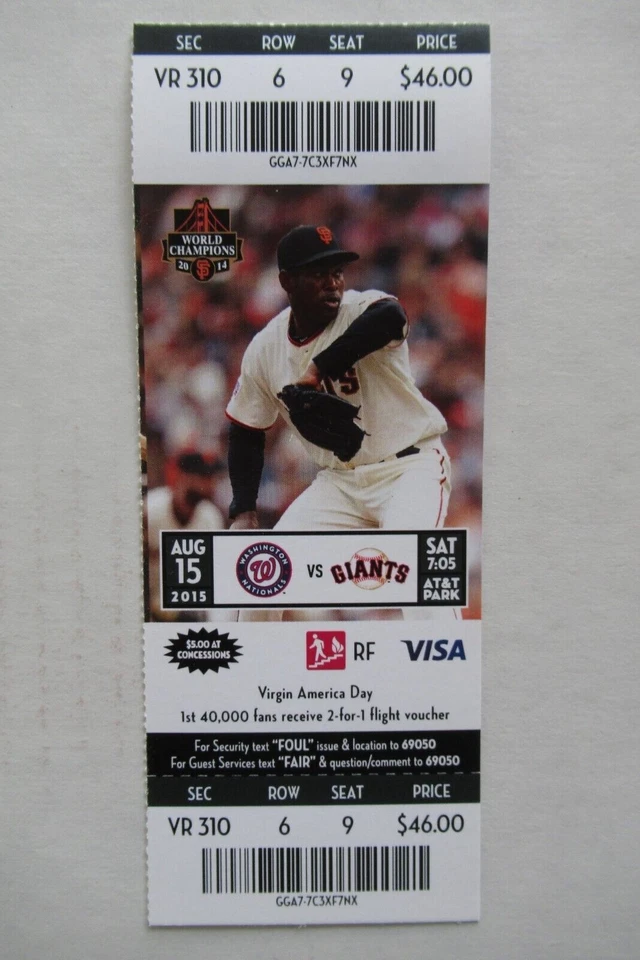 SEC ROW SEAT PRICE
VR 310 6 9 $46.00
GGA7-7C3XF7NX
WORLD
CHAMPIONS
20 SF 14
SF
AUG
15
2015
WASHINGTON
W
NATIONALS
VS
GIANTS
SAT
7:05
AT&T
PARK
$5.00 AT
CONCESSIONS
RF
VISA
Virgin America Day
1st 40,000 fans receive 2-for-1 flight voucher
For Security text "FOUL" issue & location to 69050
For Guest Services text "FAIR" & question/comment to 69050
SEC ROW SEAT PRICE
VR 310 6 9 $46.00
GGA7-7C3XF7NX